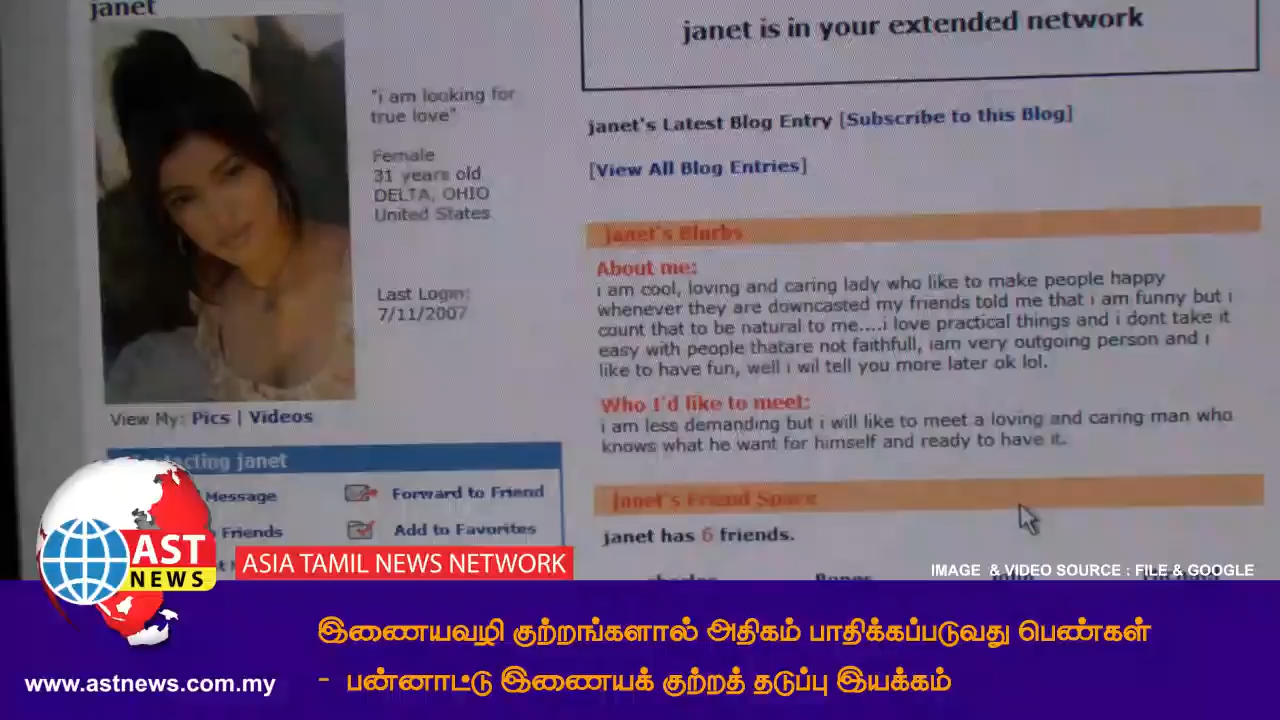 janet
"i am looking for
true love"
Female
31 years old
DELTA, OHIO
United States
Last Login:
7/11/2007
View My: Pics | Videos
Contacting janet
Message
Forward to Friend
Friends
Add to Favorites
janet is in your extended network
janet's Latest Blog Entry [Subscribe to this Blog]
[View All Blog Entries]
janet's Blurbs
About me:
i am cool, loving and caring lady who like to make people happy
whenever they are downcasted my friends told me that i am funny but i
count that to be natural to me....i love practical things and i dont take it
easy with people thatare not faithfull, iam very outgoing person and i
like to have fun, well i wil tell you more later ok lol.
Who I'd like to meet:
i am less demanding but i will like to meet a loving and caring man who
knows what he want for himself and ready to have it.
janet's Friend Space
janet has 6 friends.
IMAGE & VIDEO SOURCE : FILE & GOOGLE
AST
NEWS
ASIA TAMIL NEWS NETWORK
இணையவழி குற்றங்களால் அதிகம் பாதிக்கப்படுவது பெண்கள்
- பன்னாட்டு இணையக் குற்றத் தடுப்பு இயக்கம்
www.astnews.com.my